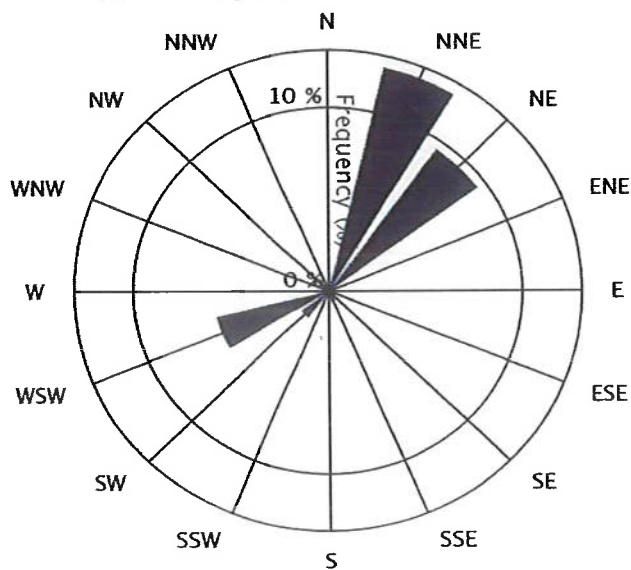 N
NNW
NNE
NW
10 %
Frequency (%)
NE
WNW
ENE
0 %
W
E
WSW
ESE
SW
SE
SSW
SSE
S